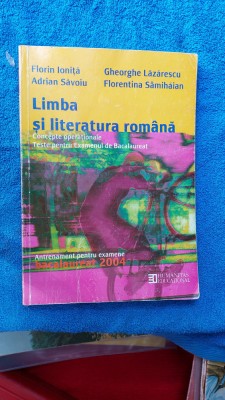 Florin Ioniță
Gheorghe Lăzărescu
Adrian Săvoiu
Florentina Sâmihăian
Limba
și literatura română
Concepte operaționale
Teste pentru Examenul de Bacalaureat
Antrenament pentru examene
bacalaureat 2004
HUMANITAS
EDUCAȚIONAL